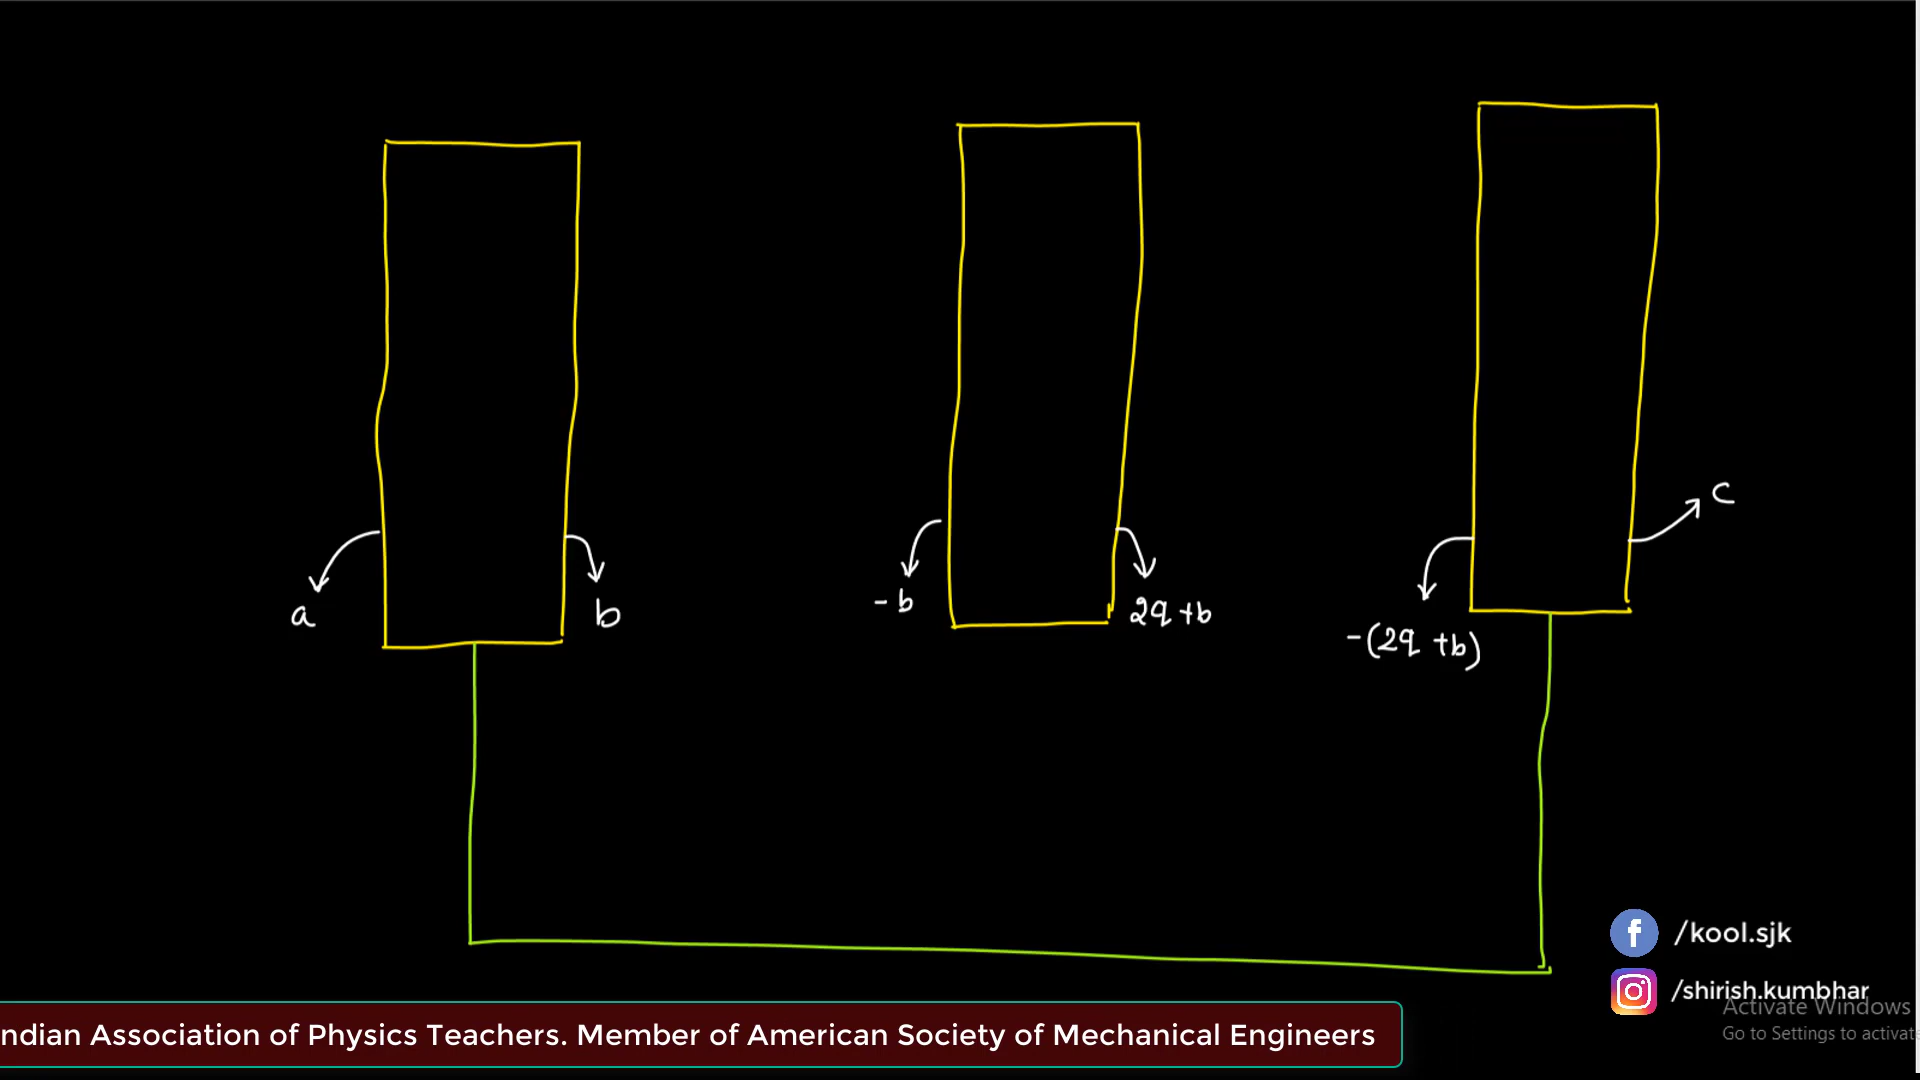 c
a
b
-b
2q+b
-(2q+b)
/kool.sjk
/shirish.kumbhar
Activate Windows
Go to Settings to activat
ndian Association of Physics Teachers. Member of American Society of Mechanical Engineers